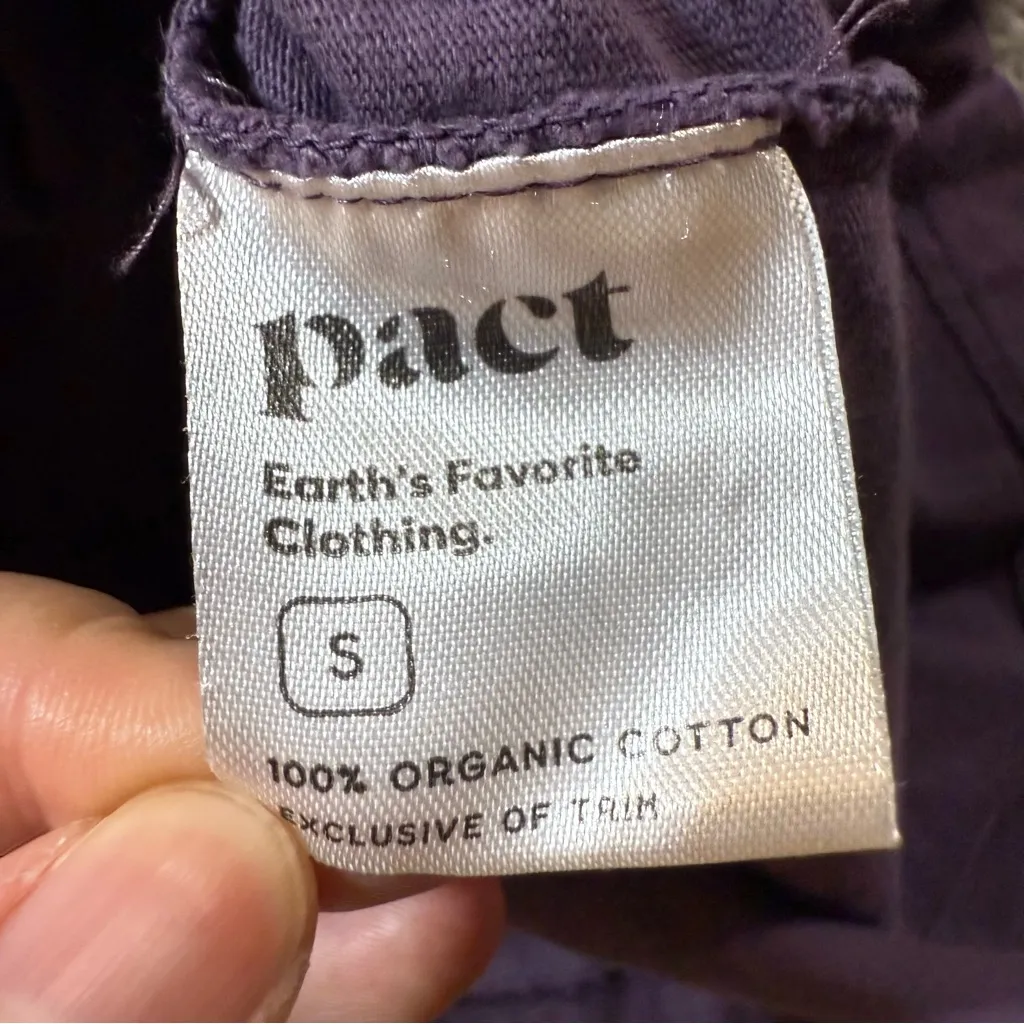 pact
Earth's Favorite
Clothing.
S
100% ORGANIC COTTON
EXCLUSIVE OF TRIM